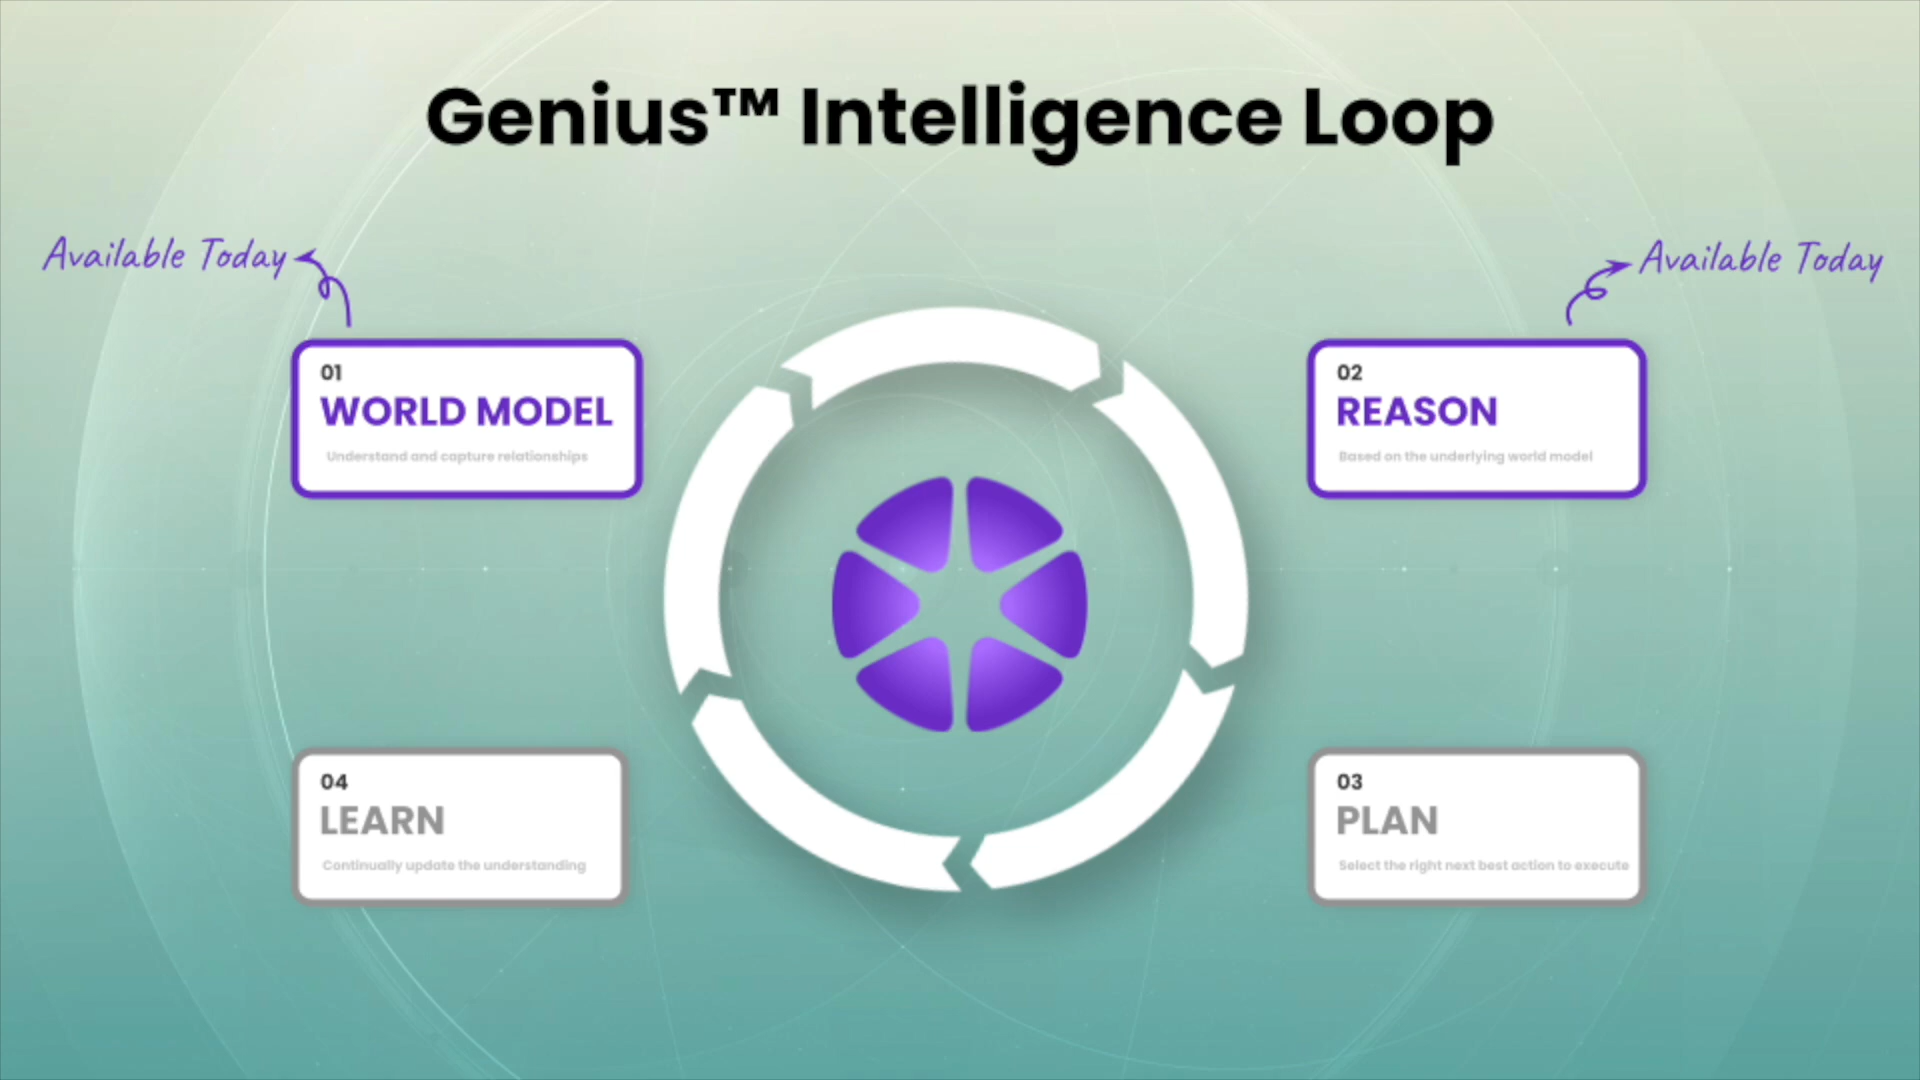 Genius™ Intelligence Loop
Available Today
Available Today
01
WORLD MODEL
Understand and capture relationships
02
REASON
Based on the underlying world model
04
LEARN
Continually update the understanding
03
PLAN
Select the right next best action to execute